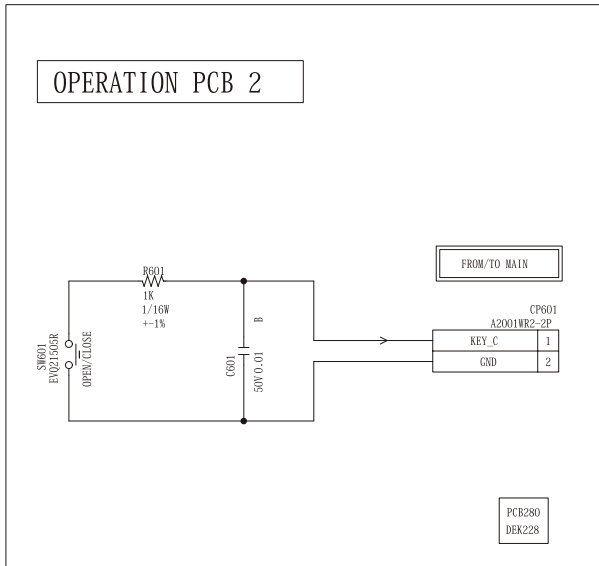 OPERATION PCB 2
FROM/TO MAIN
R601
1K
1/16W
+-1%
SW601
EVQ21505R
OPEN/CLOSE
C601
50V 0.01
B
CP601
A2001WR2-2P
KEY_C 1
GND 2
PCB280
DEK228